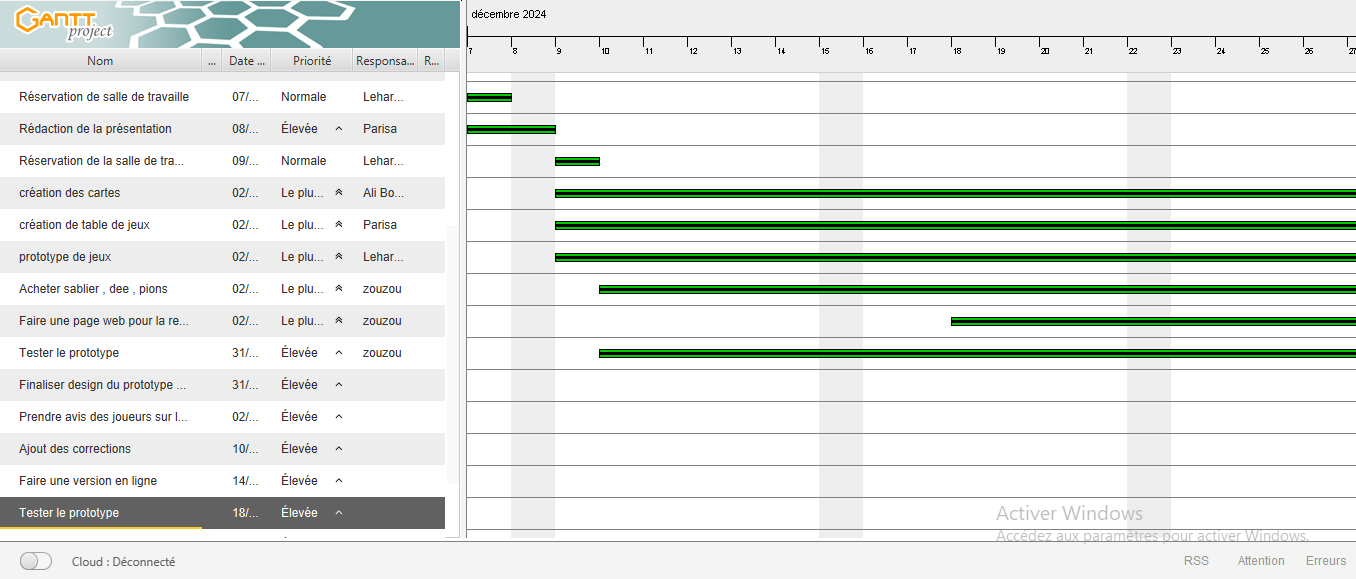 GANTT project
décembre 2024
7 8 9 10 11 12 13 14 15 16 17 18 19 20 21 22 23 24 25 26 27
Nom ... Date ... Priorité Responsa... R...
Réservation de salle de travaille 07/... Normale Lehar...
Rédaction de la présentation 08/... Élevée Parisa
Réservation de la salle de tra... 09/... Normale Lehar...
création des cartes 02/... Le plu... Ali Bo...
création de table de jeux 02/... Le plu... Parisa
prototype de jeux 02/... Le plu... Lehar...
Acheter sablier , dee , pions 02/... Le plu... zouzou
Faire une page web pour la re... 02/... Le plu... zouzou
Tester le prototype 31/... Élevée zouzou
Finaliser design du prototype ... 31/... Élevée
Prendre avis des joueurs sur l... 02/... Élevée
Ajout des corrections 10/... Élevée
Faire une version en ligne 14/... Élevée
Tester le prototype 18/... Élevée
Activer Windows
Accédez aux paramètres pour activer Windows.
Cloud : Déconnecté
RSS Attention Erreurs